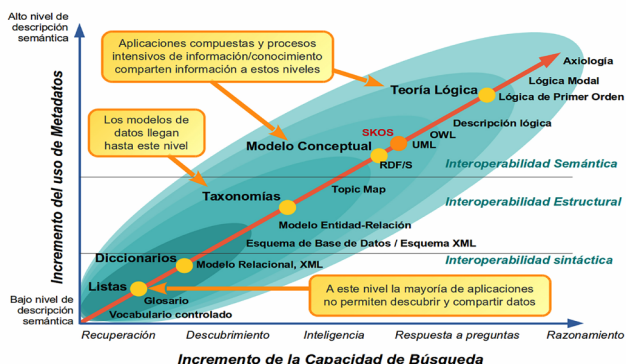 Alto nivel de
descripción
semántica
Aplicaciones compuestas y procesos
intensivos de información/conocimiento
comparten información a estos niveles
Axiología
Lógica Modal
Teoría Lógica
Lógica de Primer Orden
Los modelos de
datos llegan
hasta este nivel
Descripción lógica
SKOS
OWL
UML
Modelo Conceptual
RDF/S
Interoperabilidad Semántica
Topic Map
Taxonomías
Interoperabilidad Estructural
Modelo Entidad-Relación
Esquema de Base de Datos / Esquema XML
Diccionarios
Modelo Relacional, XML
Interoperabilidad sintáctica
Listas
Glosario
Vocabulario controlado
A este nivel la mayoría de aplicaciones
no permiten descubrir y compartir datos
Bajo nivel de
descripción
semántica
Incremento del uso de Metadatos
Recuperación
Descubrimiento
Inteligencia
Respuesta a preguntas
Razonamiento
Incremento de la Capacidad de Búsqueda